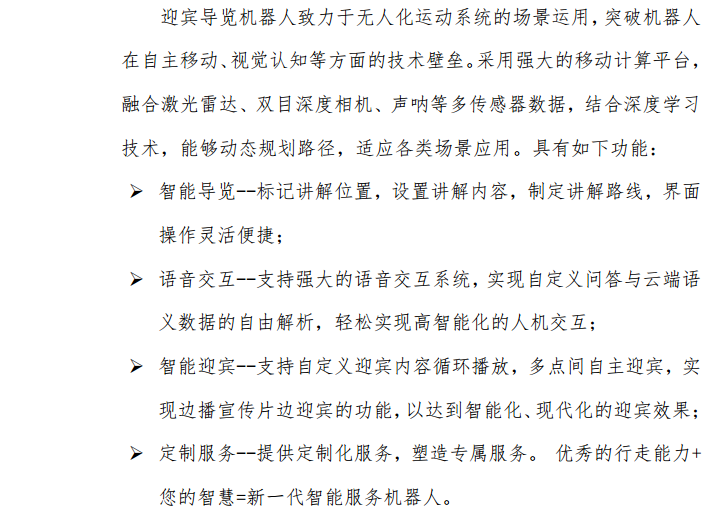 迎宾导览机器人致力于无人化运动系统的场景运用，突破机器人
在自主移动、视觉认知等方面的技术壁垒。采用强大的移动计算平台，
融合激光雷达、双目深度相机、声呐等多传感器数据，结合深度学习
技术，能够动态规划路径，适应各类场景应用。具有如下功能：
➢ 智能导览--标记讲解位置，设置讲解内容，制定讲解路线，界面
操作灵活便捷；
➢ 语音交互--支持强大的语音交互系统，实现自定义问答与云端语
义数据的自由解析，轻松实现高智能化的人机交互；
➢ 智能迎宾--支持自定义迎宾内容循环播放，多点间自主迎宾，实
现边播宣传片边迎宾的功能，以达到智能化、现代化的迎宾效果；
➢ 定制服务--提供定制化服务，塑造专属服务。 优秀的行走能力+
您的智慧=新一代智能服务机器人。